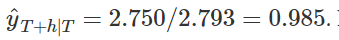 ŷ_{T+h|T} = 2.750/2.793 = 0.985.